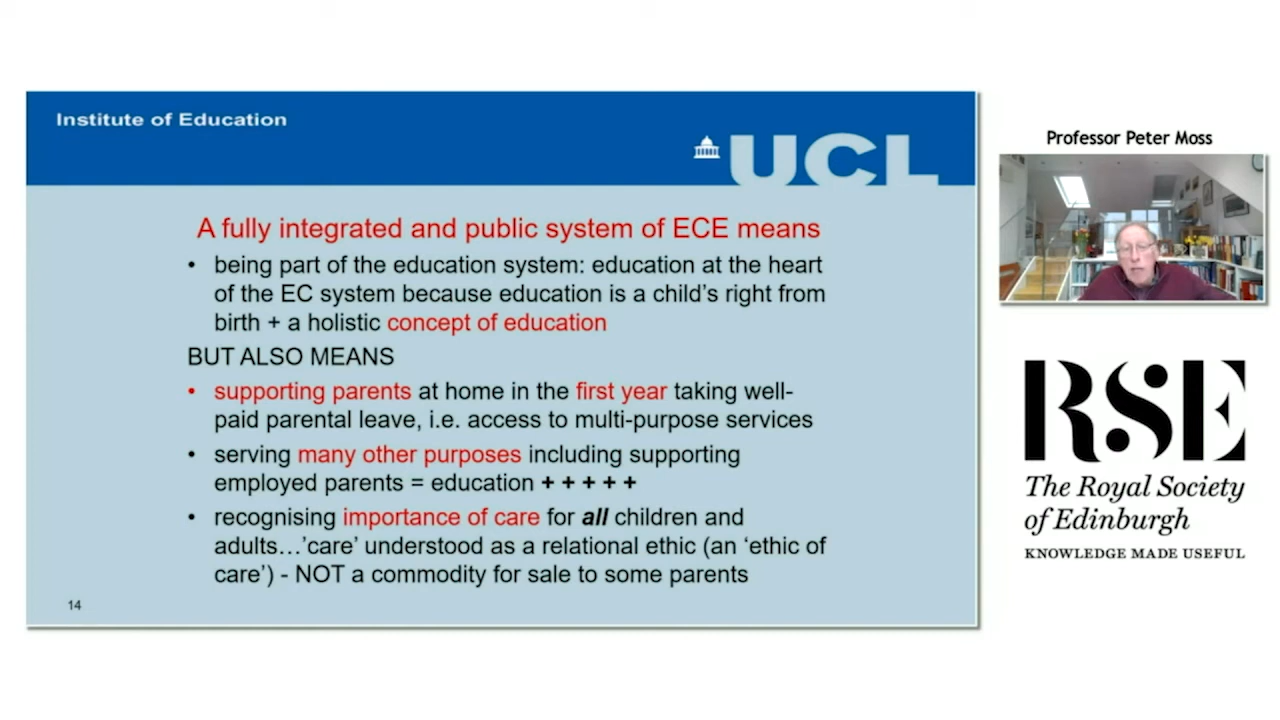 Institute of Education
UCL
A fully integrated and public system of ECE means
• being part of the education system: education at the heart
of the EC system because education is a child's right from
birth + a holistic concept of education
BUT ALSO MEANS
• supporting parents at home in the first year taking well-
paid parental leave, i.e. access to multi-purpose services
• serving many other purposes including supporting
employed parents = education + + + + +
• recognising importance of care for all children and
adults…’care’ understood as a relational ethic (an ‘ethic of
care’) - NOT a commodity for sale to some parents
14
Professor Peter Moss
RSE
The Royal Society
of Edinburgh
KNOWLEDGE MADE USEFUL